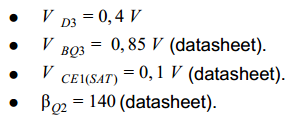 ● V D3 = 0,4 V
● V BQ3 = 0,85 V (datasheet).
● V CE1(SAT) = 0,1 V (datasheet).
● βQ2 = 140 (datasheet).